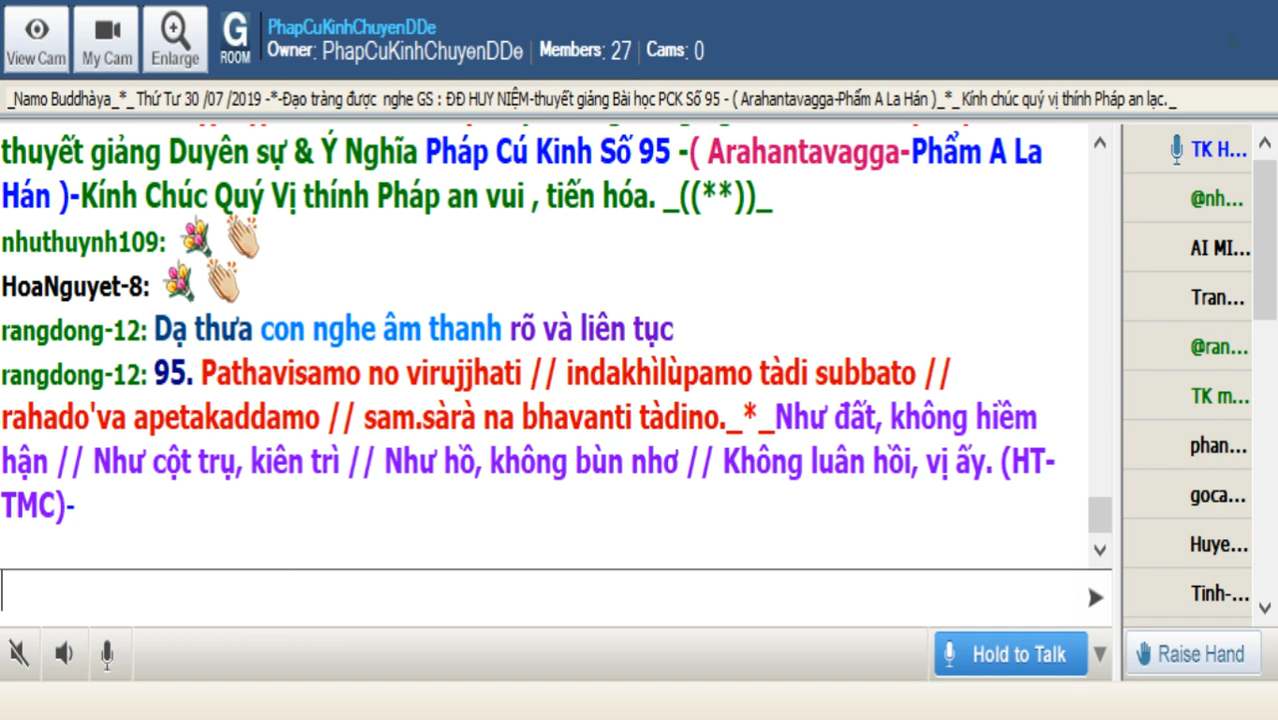 View Cam
My Cam
Enlarge
G
ROOM
PhapCuKinhChuyenDDe
Owner: PhapCuKinhChuyenDDe | Members: 27 | Cams: 0
_Namo Buddhàya_*_ Thứ Tư 30 /07 /2019 -*-Đạo tràng được nghe GS : ĐĐ HUY NIỆM-thuyết giảng Bài học PCK Số 95 - ( Arahantavagga-Phẩm A La Hán )_*_ Kính chúc quý vị thính Pháp an lạc._
thuyết giảng Duyên sự & Ý Nghĩa Pháp Cú Kinh Số 95 -( Arahantavagga-Phẩm A La
Hán )-Kính Chúc Quý Vị thính Pháp an vui , tiến hóa. _((**))_
nhuthuynh109:
HoaNguyet-8:
rangdong-12: Dạ thưa con nghe âm thanh rõ và liên tục
rangdong-12: 95. Pathavisamo no virujjhati // indakhìlùpamo tàdi subbato //
rahado'va apetakaddamo // sam.sàrà na bhavanti tàdino._*_Như đất, không hiềm
hận // Như cột trụ, kiên trì // Như hồ, không bùn nhơ // Không luân hồi, vị ấy. (HT-
TMC)-
TK H...
@nh...
AI MI...
Tran...
@ran...
TK m...
phan...
goca...
Huye...
Tinh-...
Hold to Talk
Raise Hand